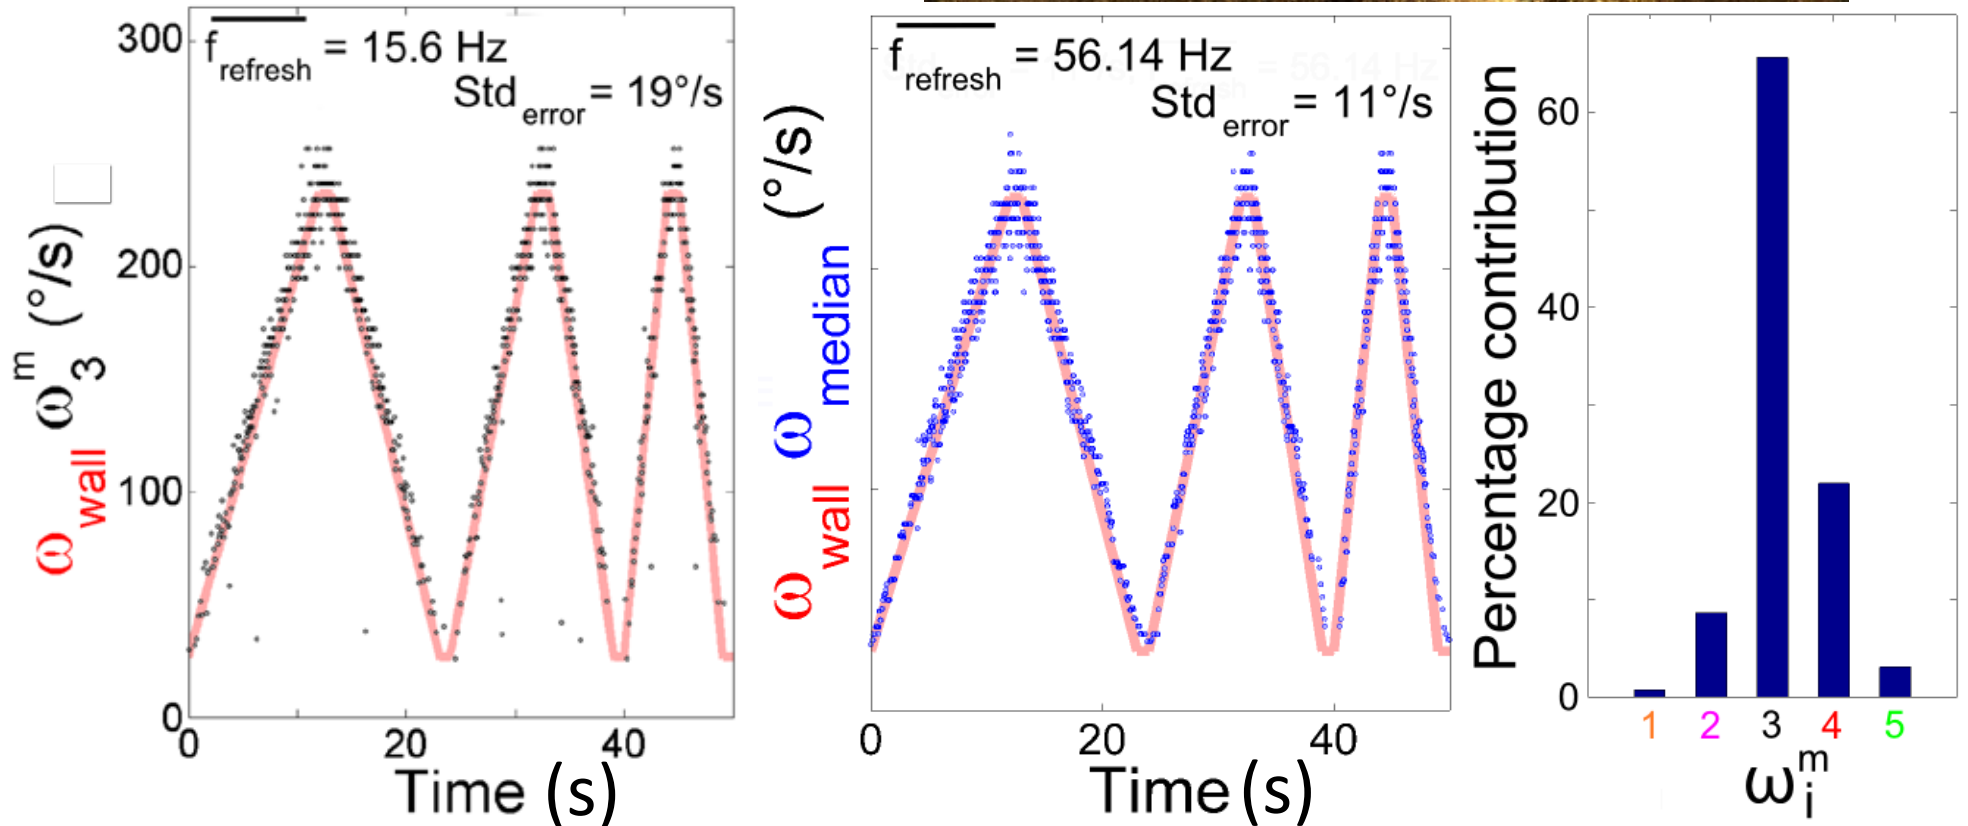 300
200
100
0
0
20
40
f refresh = 15.6 Hz
Std error = 19°/s
ω wall ω 3 m (°/s)
Time (s)
f refresh = 56.14 Hz
Std error = 11°/s
ω wall ω median (°/s)
0
20
40
Time (s)
Percentage contribution
60
40
20
0
1
2
3
4
5
ω i m